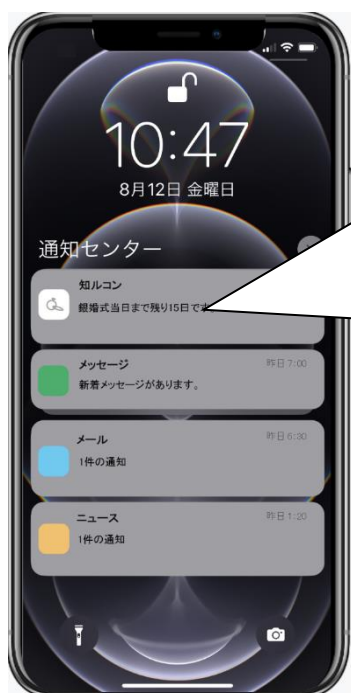 10:47
8月12日 金曜日
通知センター
知ルコン
銀婚式当日まで残り15日です。
メッセージ
昨日 7:00
新着メッセージがあります。
メール
昨日 6:30
1件の通知
ニュース
昨日 1:20
1件の通知